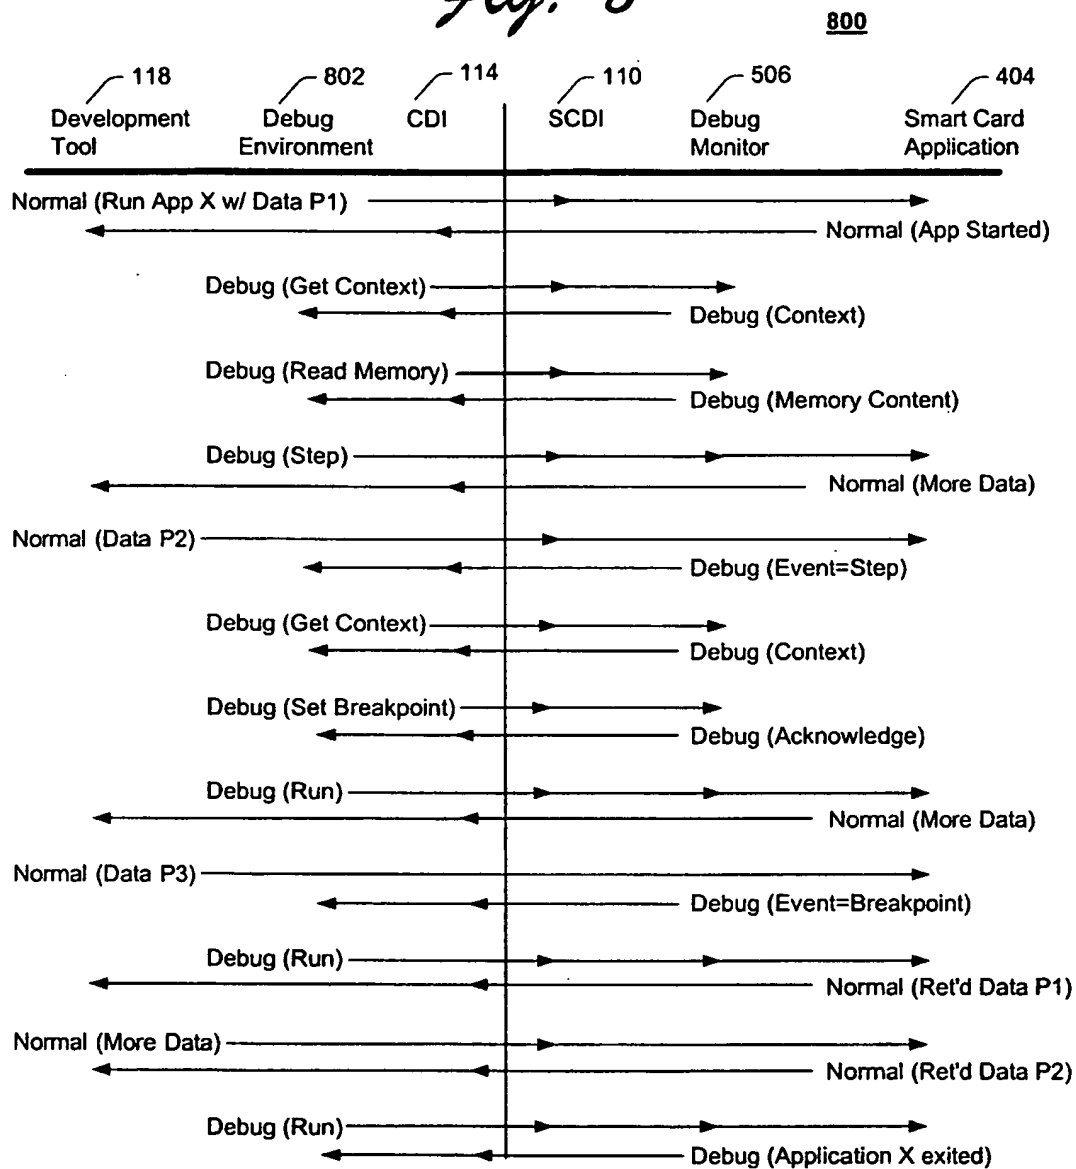 Fig. 8
800
118 802 114 110 506 404
Development Tool
Debug Environment
CDI
SCDI
Debug Monitor
Smart Card Application
Normal (Run App X w/ Data P1)
Normal (App Started)
Debug (Get Context)
Debug (Context)
Debug (Read Memory)
Debug (Memory Content)
Debug (Step)
Normal (More Data)
Normal (Data P2)
Debug (Event=Step)
Debug (Get Context)
Debug (Context)
Debug (Set Breakpoint)
Debug (Acknowledge)
Debug (Run)
Normal (More Data)
Normal (Data P3)
Debug (Event=Breakpoint)
Debug (Run)
Normal (Ret'd Data P1)
Normal (More Data)
Normal (Ret'd Data P2)
Debug (Run)
Debug (Application X exited)